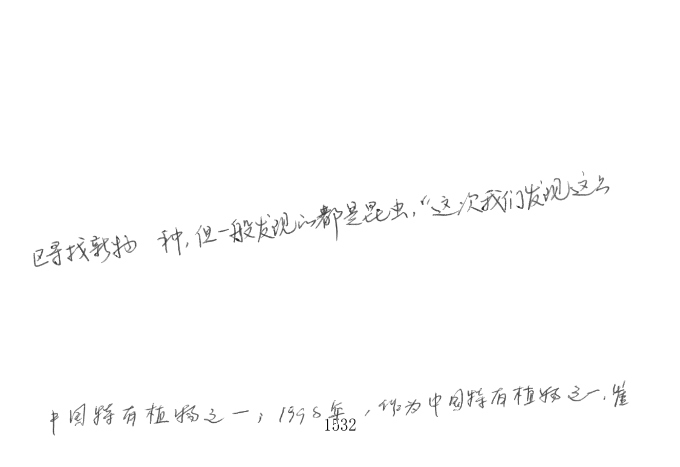 区寻找新物 种,但一般发现的都是昆虫,“这次我们发现这么
中国特有植物之一;1998年,作为中国特有植物之一,崖
1532